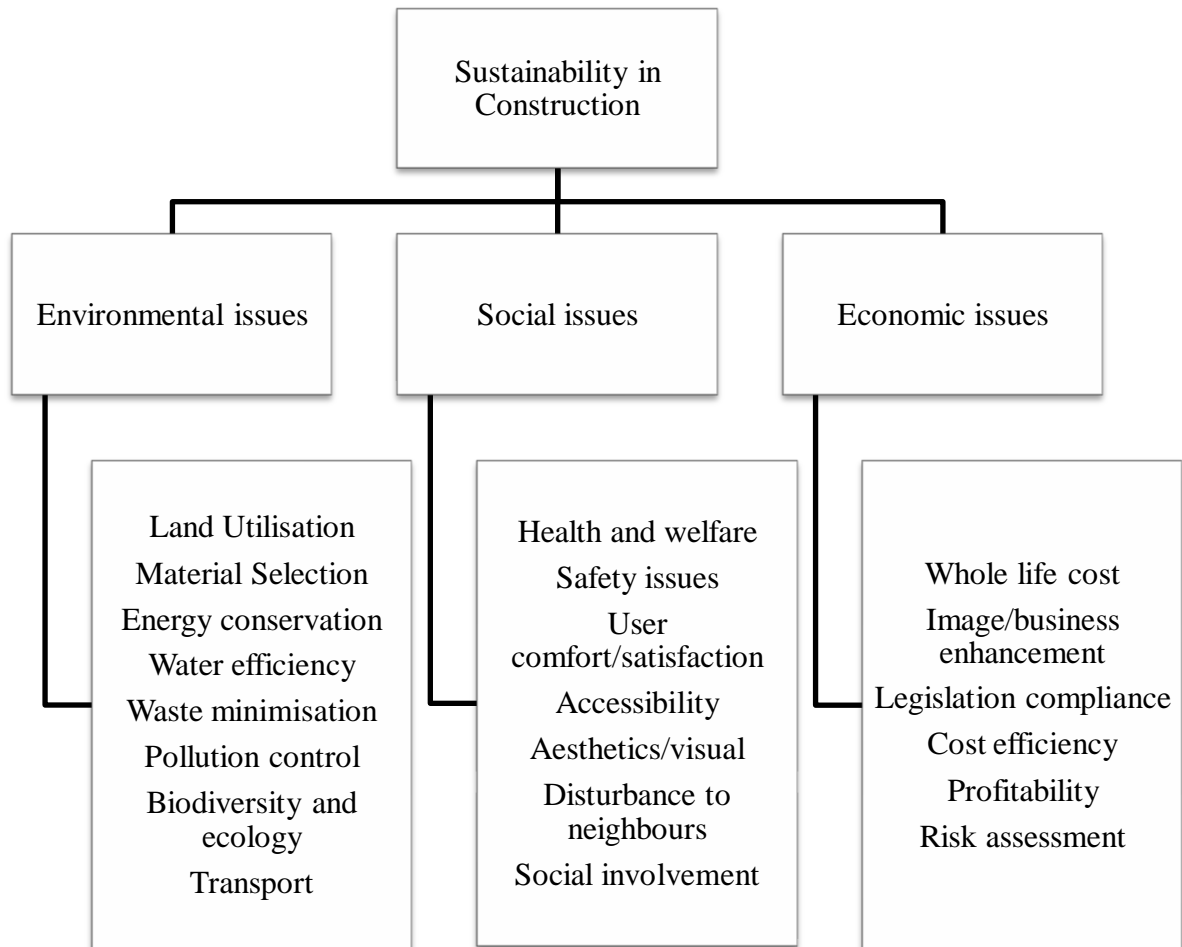 Sustainability in
Construction
Environmental issues
Social issues
Economic issues
Land Utilisation
Material Selection
Energy conservation
Water efficiency
Waste minimisation
Pollution control
Biodiversity and
ecology
Transport
Health and welfare
Safety issues
User
comfort/satisfaction
Accessibility
Aesthetics/visual
Disturbance to
neighbours
Social involvement
Whole life cost
Image/business
enhancement
Legislation compliance
Cost efficiency
Profitability
Risk assessment